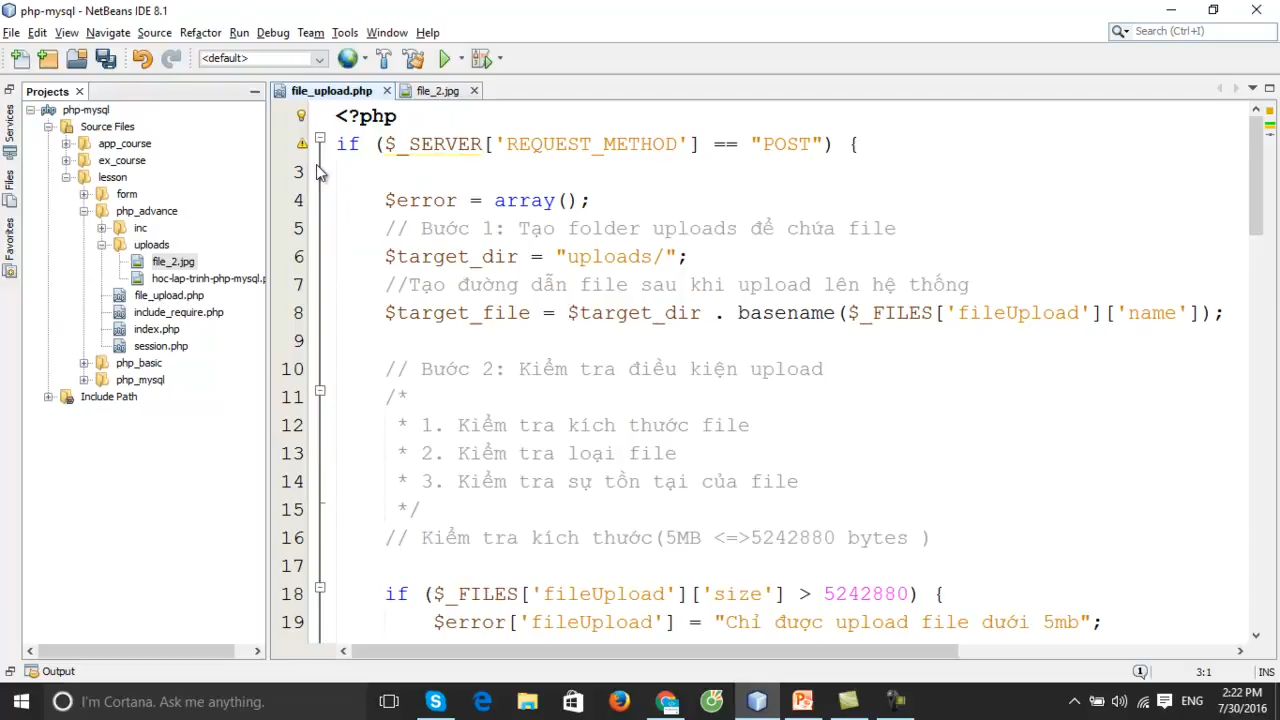 php-mysql - NetBeans IDE 8.1
File Edit View Navigate Source Refactor Run Debug Team Tools Window Help
Search (Ctrl+I)
<default>
Projects
file_upload.php
file_2.jpg
Services
Files
Favorites
php-mysql
Source Files
app_course
ex_course
lesson
form
php_advance
inc
uploads
file_2.jpg
hoc-lap-trinh-php-mysql.p
file_upload.php
include_require.php
index.php
session.php
php_basic
php_mysql
Include Path
<?php
if ($_SERVER['REQUEST_METHOD'] == "POST") {
3
4 $error = array();
5 // Bước 1: Tạo folder uploads để chứa file
6 $target_dir = "uploads/";
7 //Tạo đường dẫn file sau khi upload lên hệ thống
8 $target_file = $target_dir . basename($_FILES['fileUpload']['name']);
9
10 // Bước 2: Kiểm tra điều kiện upload
11 /*
12 * 1. Kiểm tra kích thước file
13 * 2. Kiểm tra loại file
14 * 3. Kiểm tra sự tồn tại của file
15 */
16 // Kiểm tra kích thước(5MB <=>5242880 bytes )
17
18 if ($_FILES['fileUpload']['size'] > 5242880) {
19 $error['fileUpload'] = "Chỉ được upload file dưới 5mb";
Output
1
3:1
INS
I'm Cortana. Ask me anything.
ENG
2:22 PM
7/30/2016